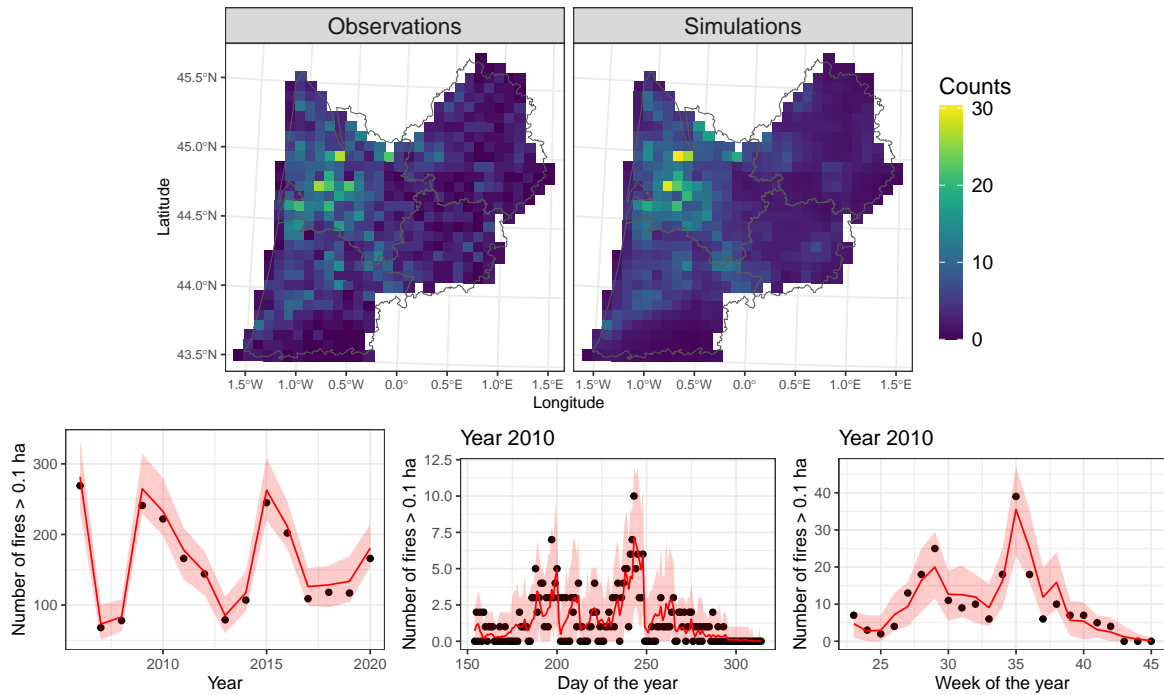 Observations
Simulations
45.5°N
45.0°N
44.5°N
44.0°N
43.5°N
Latitude
1.5°W 1.0°W 0.5°W 0.0° 0.5°E 1.0°E 1.5°E
1.5°W 1.0°W 0.5°W 0.0° 0.5°E 1.0°E 1.5°E
Longitude
Counts
30
20
10
0
Number of fires > 0.1 ha
300
200
100
2010 2015 2020
Year
Year 2010
Number of fires > 0.1 ha
12.5
10.0
7.5
5.0
2.5
0.0
150 200 250 300
Day of the year
Year 2010
Number of fires > 0.1 ha
40
30
20
10
0
25 30 35 40 45
Week of the year